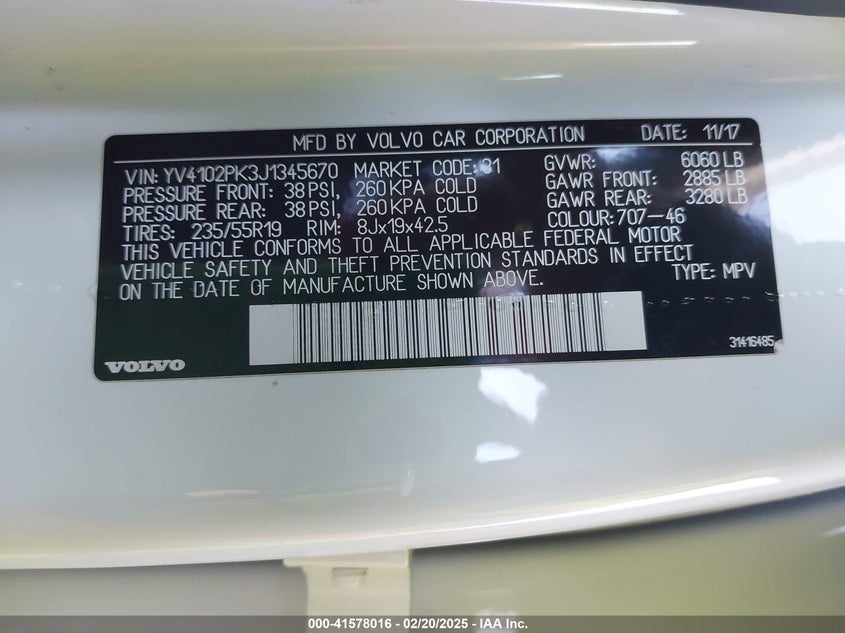 MFD BY VOLVO CAR CORPORATION DATE: 11/17
VIN: YV4102PK3J1345670 MARKET CODE: 31 GVWR: 6060 LB
PRESSURE FRONT: 38 PSI, 260 KPA COLD GAWR FRONT: 2885 LB
PRESSURE REAR: 38 PSI, 260 KPA COLD GAWR REAR: 3280 LB
TIRES: 235/55R19 RIM: 8Jx19x42.5 COLOUR: 707-46
THIS VEHICLE CONFORMS TO ALL APPLICABLE FEDERAL MOTOR
VEHICLE SAFETY AND THEFT PREVENTION STANDARDS IN EFFECT TYPE: MPV
ON THE DATE OF MANUFACTURE SHOWN ABOVE.
31416485
VOLVO
000-41578016 - 02/20/2025 - IAA Inc.